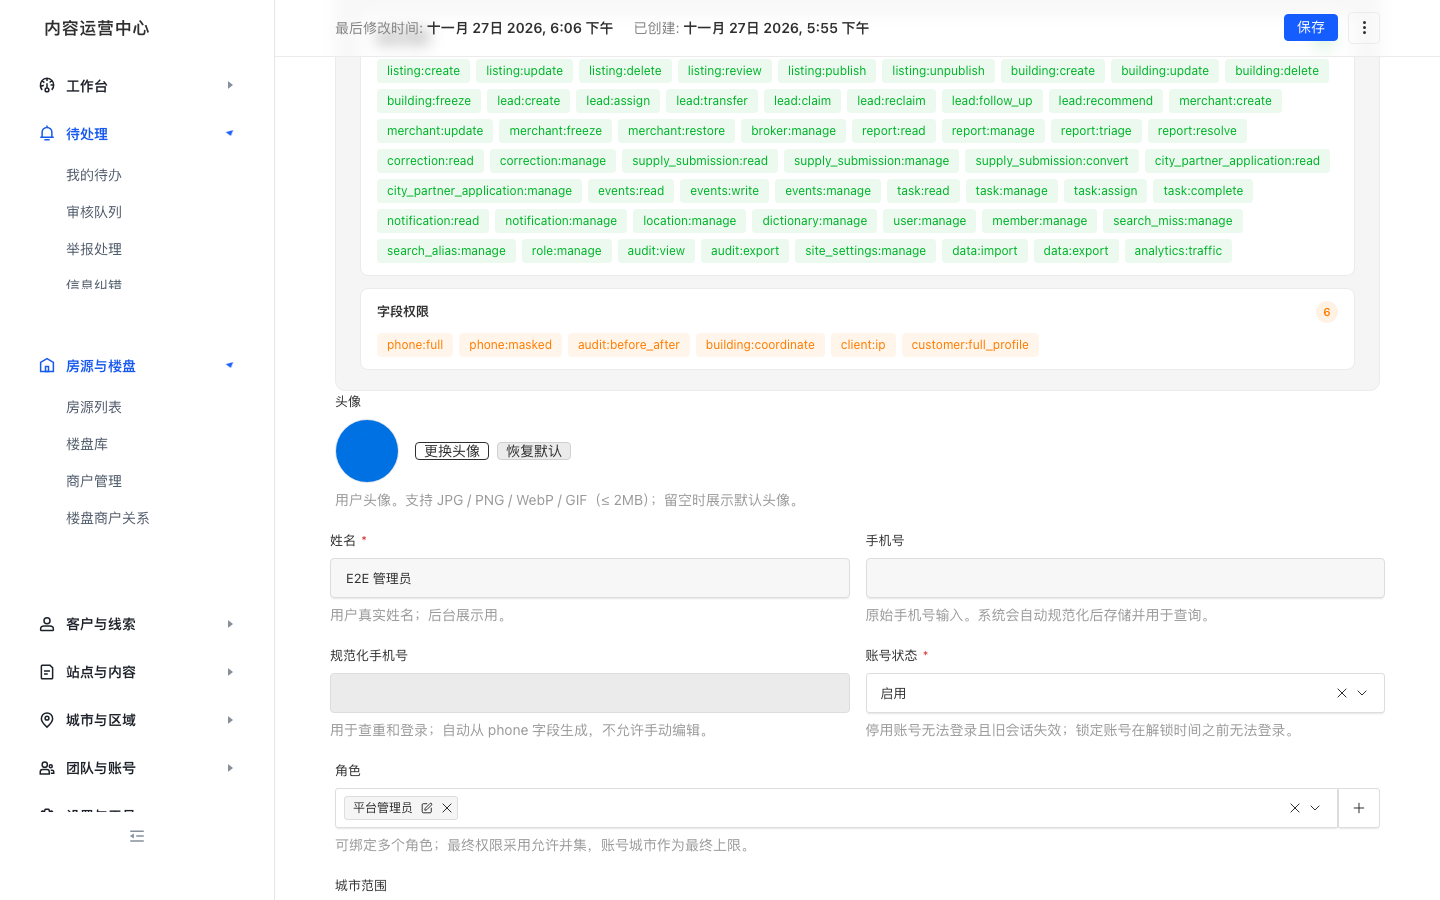 内容运营中心
最后修改时间: 十一月 27日 2026, 6:06 下午 已创建: 十一月 27日 2026, 5:55 下午
保存
工作台
待处理
我的待办
审核队列
举报处理
信息纠错
房源与楼盘
房源列表
楼盘库
商户管理
楼盘商户关系
客户与线索
站点与内容
城市与区域
团队与账号
listing:create listing:update listing:delete listing:review listing:publish listing:unpublish building:create building:update building:delete
building:freeze lead:create lead:assign lead:transfer lead:claim lead:reclaim lead:follow_up lead:recommend merchant:create
merchant:update merchant:freeze merchant:restore broker:manage report:read report:manage report:triage report:resolve
correction:read correction:manage supply_submission:read supply_submission:manage supply_submission:convert city_partner_application:read
city_partner_application:manage events:read events:write events:manage task:read task:manage task:assign task:complete
notification:read notification:manage location:manage dictionary:manage user:manage member:manage search_miss:manage
search_alias:manage role:manage audit:view audit:export site_settings:manage data:import data:export analytics:traffic
字段权限 6
phone:full phone:masked audit:before_after building:coordinate client:ip customer:full_profile
头像
更换头像 恢复默认
用户头像。支持 JPG / PNG / WebP / GIF（≤ 2MB）；留空时展示默认头像。
姓名 * 手机号
E2E 管理员
用户真实姓名；后台展示用。 原始手机号输入。系统会自动规范化后存储并用于查询。
规范化手机号 账号状态 *
启用
用于查重和登录；自动从 phone 字段生成，不允许手动编辑。 停用账号无法登录且旧会话失效；锁定账号在解锁时间之前无法登录。
角色
平台管理员
可绑定多个角色；最终权限采用允许并集，账号城市作为最终上限。
城市范围